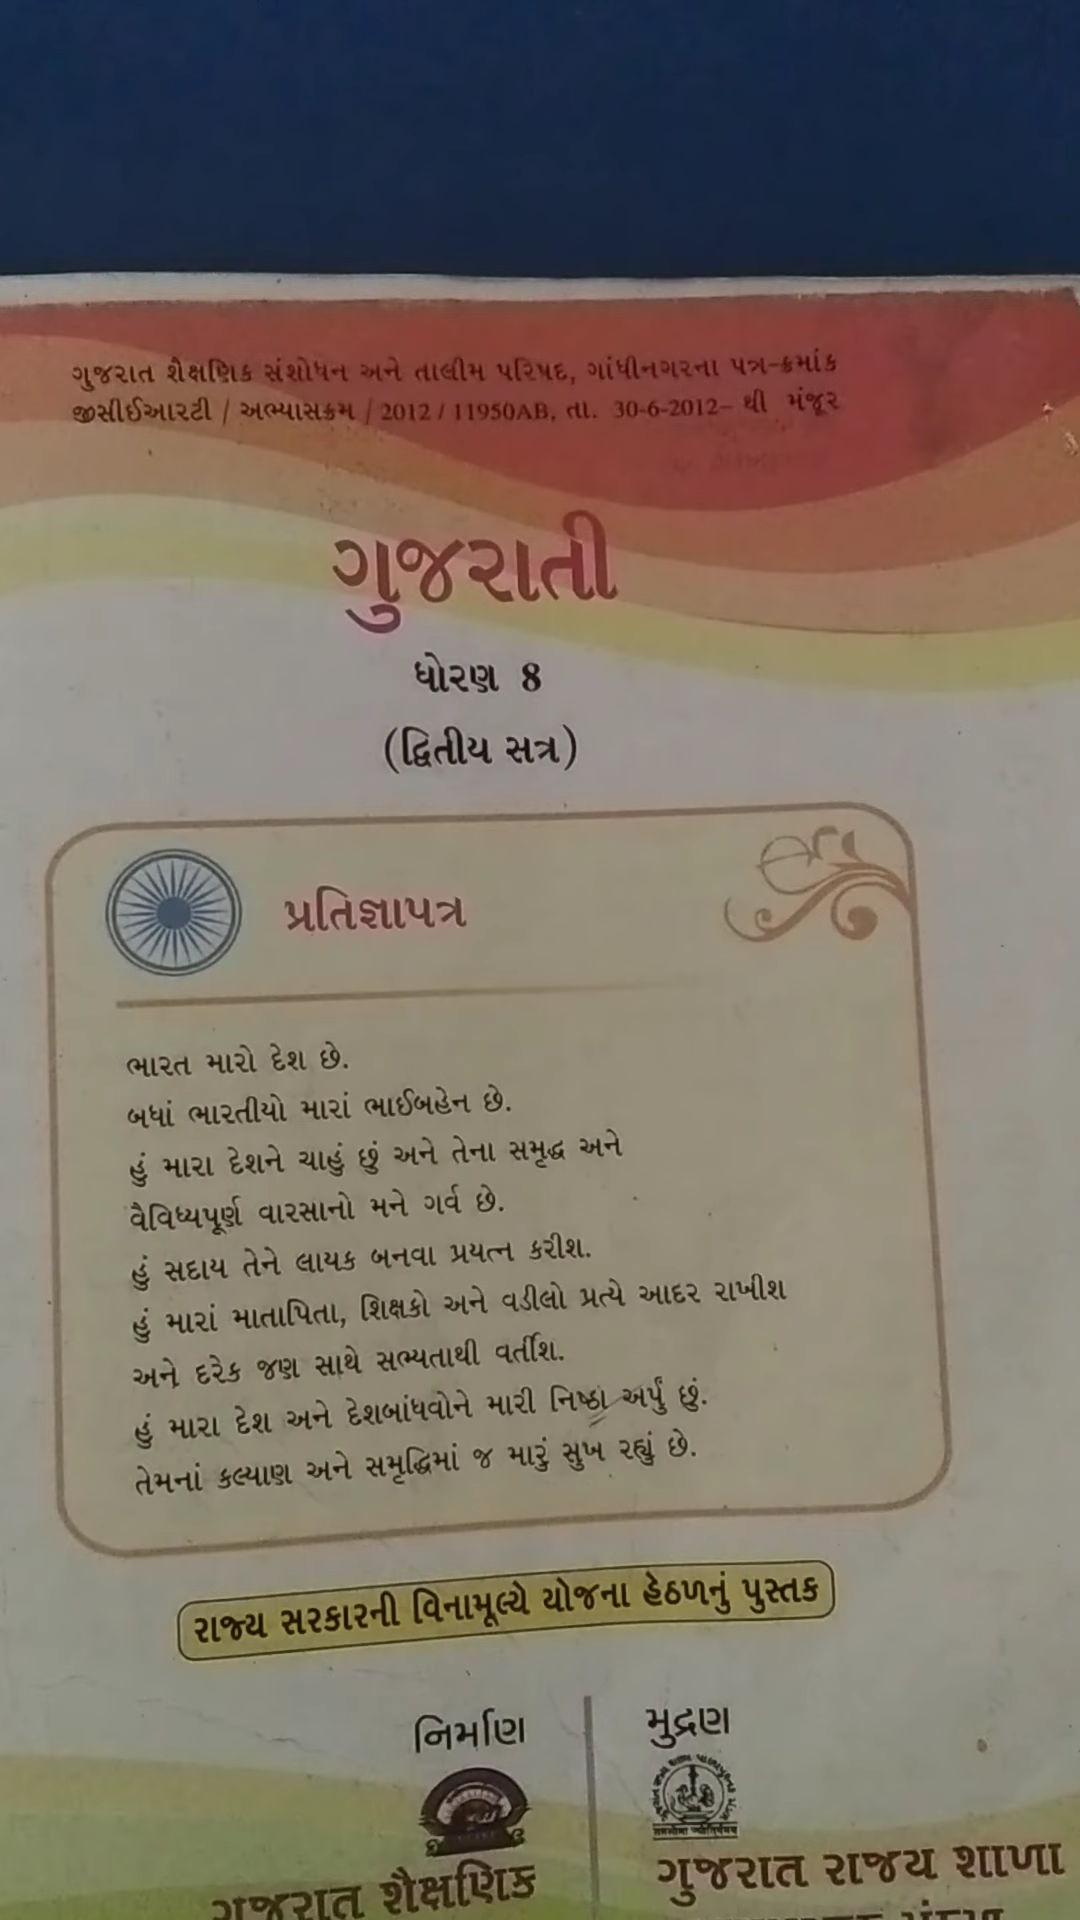 ગુજરાત શૈક્ષણિક સંશોધન અને તાલીમ પરિષદ, ગાંધીનગરના પત્ર-ક્રમાંક
જીસીઈઆરટી / અભ્યાસક્રમ / 2012 / 11950AB, તા. 30-6-2012- થી મંજૂર
ગુજરાતી
ધોરણ 8
(દ્વિતીય સત્ર)
પ્રતિજ્ઞાપત્ર
ભારત મારો દેશ છે.
બધાં ભારતીયો મારાં ભાઈબહેન છે.
હું મારા દેશને ચાહું છું અને તેના સમૃદ્ધ અને
વૈવિધ્યપૂર્ણ વારસાનો મને ગર્વ છે.
હું સદાય તેને લાયક બનવા પ્રયત્ન કરીશ.
હું મારાં માતાપિતા, શિક્ષકો અને વડીલો પ્રત્યે આદર રાખીશ
અને દરેક જણ સાથે સભ્યતાથી વર્તીશ.
હું મારા દેશ અને દેશબાંધવોને મારી નિષ્ઠા અર્પું છું.
તેમનાં કલ્યાણ અને સમૃદ્ધિમાં જ મારું સુખ રહ્યું છે.
રાજ્ય સરકારની વિનામૂલ્યે યોજના હેઠળનું પુસ્તક
નિર્માણ
મુદ્રણ
ગુજરાત શૈક્ષણિક
ગુજરાત રાજ્ય શાળા